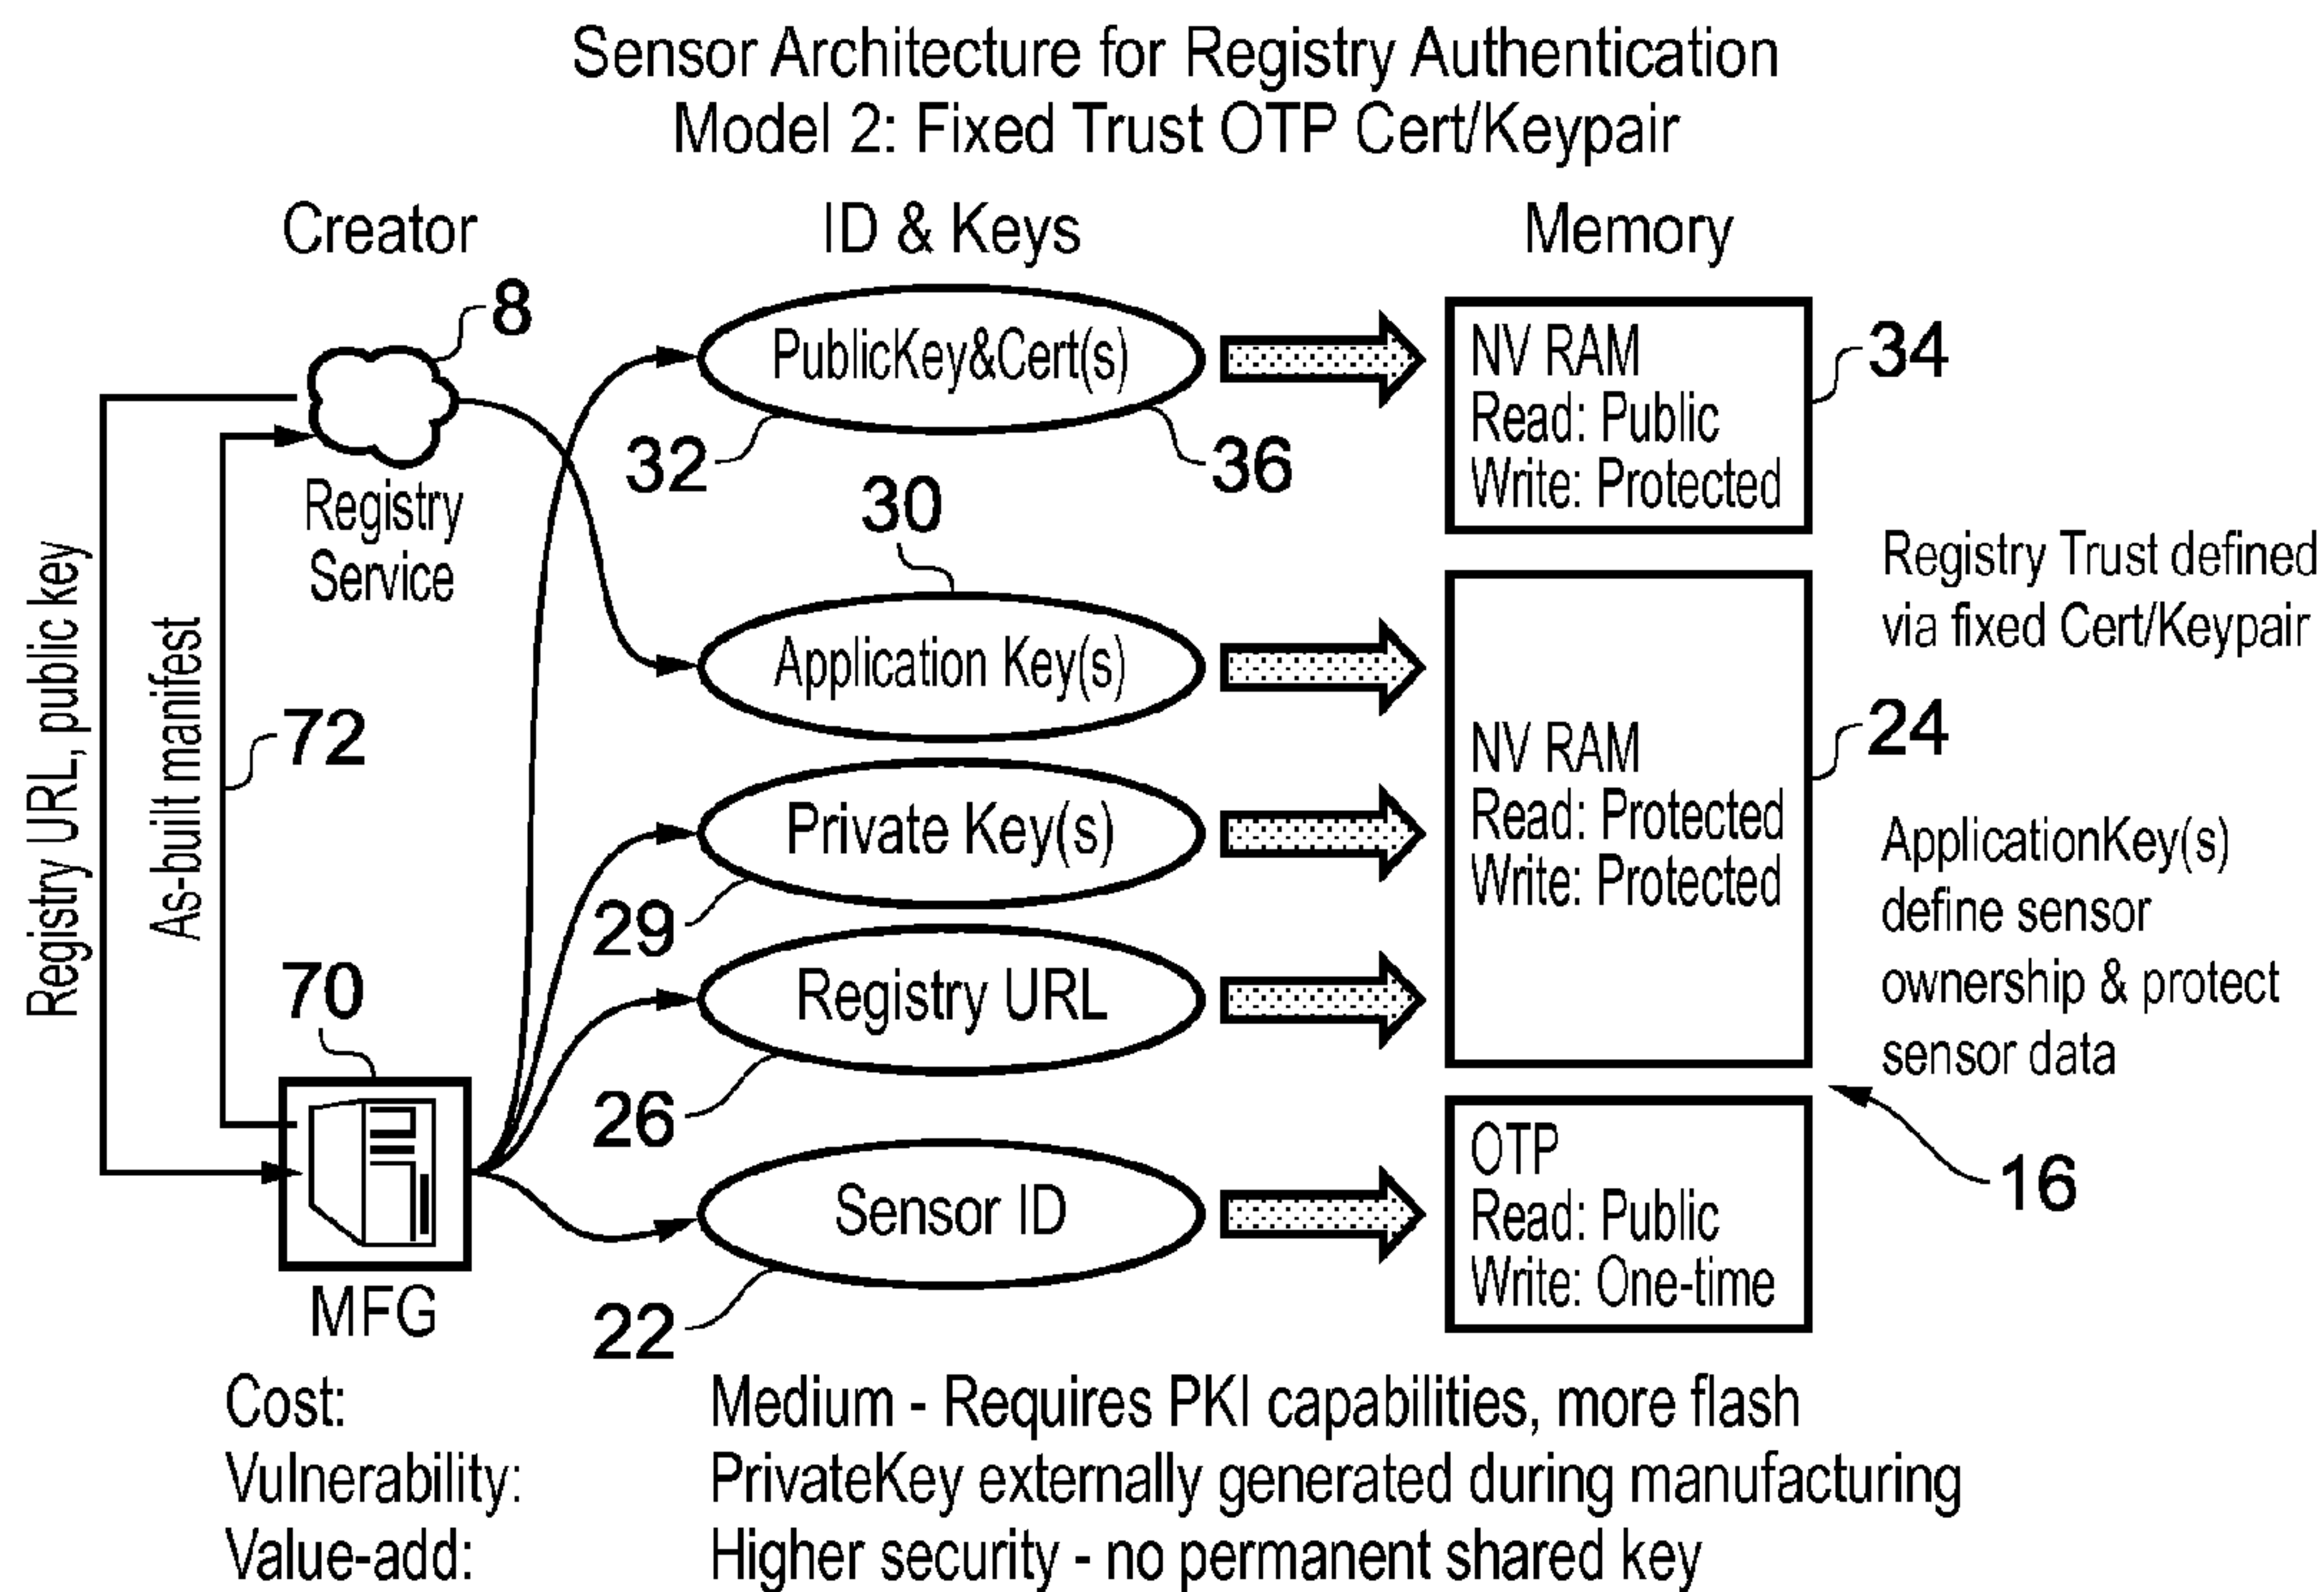 Sensor Architecture for Registry Authentication
Model 2: Fixed Trust OTP Cert/Keypair
Creator
ID & Keys
Memory
8
Registry
Service
Registry URL, public key
As-built manifest
72
70
MFG
PublicKey&Cert(s)
32
36
30
Application Key(s)
Private Key(s)
29
Registry URL
26
Sensor ID
22
NV RAM
Read: Public
Write: Protected
34
Registry Trust defined
via fixed Cert/Keypair
NV RAM
Read: Protected
Write: Protected
24
ApplicationKey(s)
define sensor
ownership & protect
sensor data
OTP
Read: Public
Write: One-time
16
Cost: Medium - Requires PKI capabilities, more flash
Vulnerability: PrivateKey externally generated during manufacturing
Value-add: Higher security - no permanent shared key